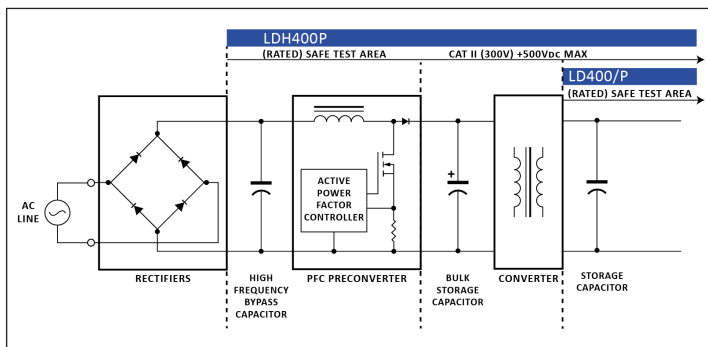 LDH400P
(RATED) SAFE TEST AREA
CAT II (300V) +500VDC MAX
LD400/P
(RATED) SAFE TEST AREA
AC
LINE
ACTIVE
POWER
FACTOR
CONTROLLER
+
RECTIFIERS
HIGH
FREQUENCY
BYPASS
CAPACITOR
PFC PRECONVERTER
BULK
STORAGE
CAPACITOR
CONVERTER
STORAGE
CAPACITOR